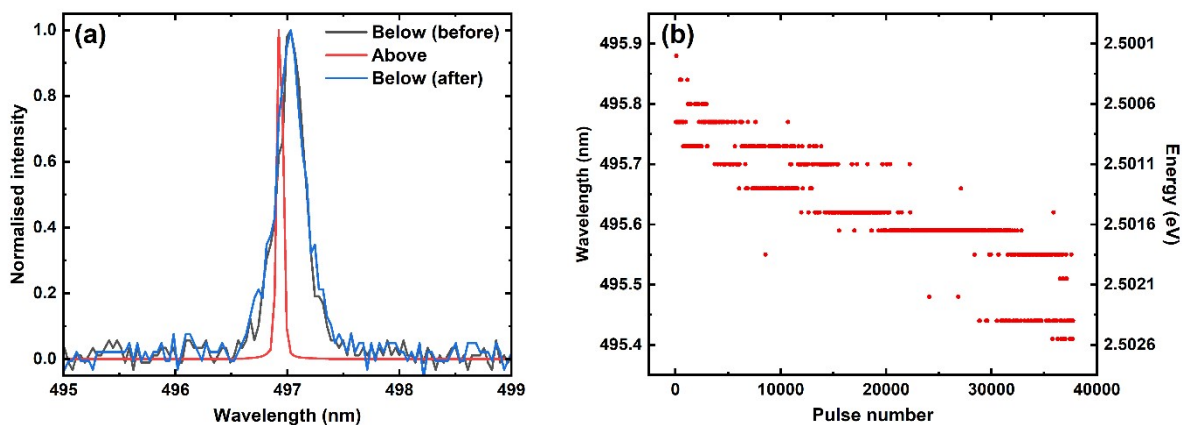 (a)
Below (before)
Above
Below (after)
1.0
0.8
0.6
0.4
0.2
0.0
Normalised intensity
495
496
497
498
499
Wavelength (nm)
(b)
495.9
495.8
495.7
495.6
495.5
495.4
Wavelength (nm)
2.5001
2.5006
2.5011
2.5016
2.5021
2.5026
Energy (eV)
0
10000
20000
30000
40000
Pulse number